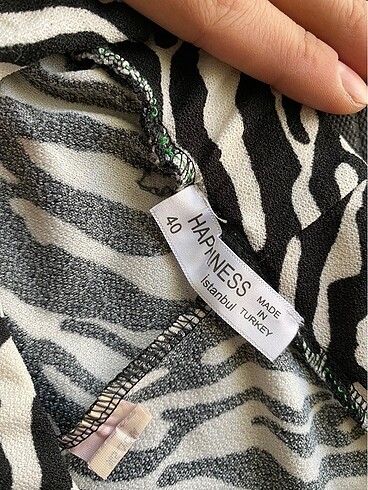 40
HAPPINESS
Istanbul
MADE
IN
TURKEY